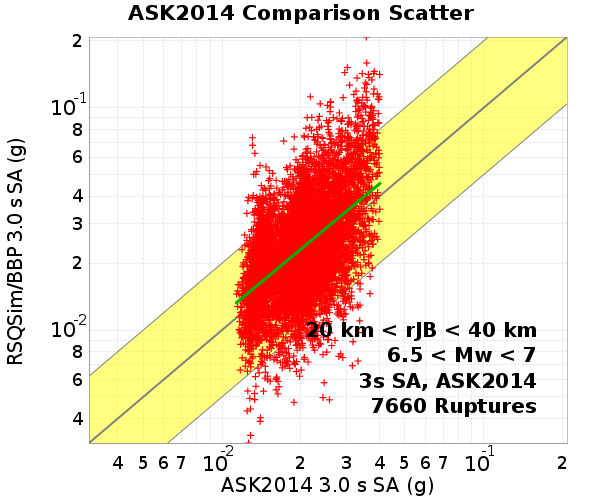 ASK2014 Comparison Scatter
RSQSim/BBP 3.0 s SA (g)
2
10-1
8
6
4
3
2
10-2
8
6
4
20 km < rJB < 40 km
6.5 < Mw < 7
3s SA, ASK2014
7660 Ruptures
4 5 6 7 10-2 2 3 4 5 6 7 10-1 2
ASK2014 3.0 s SA (g)